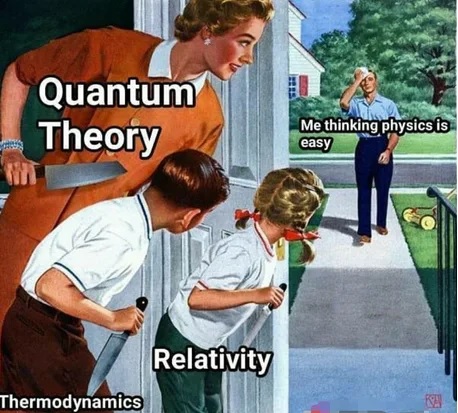 Quantum
Theory
Me thinking physics is
easy
Relativity
Thermodynamics